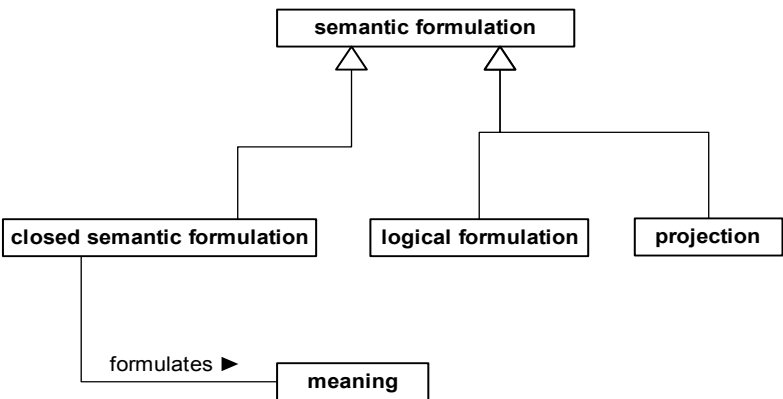 semantic formulation
closed semantic formulation
logical formulation
projection
formulates ►
meaning